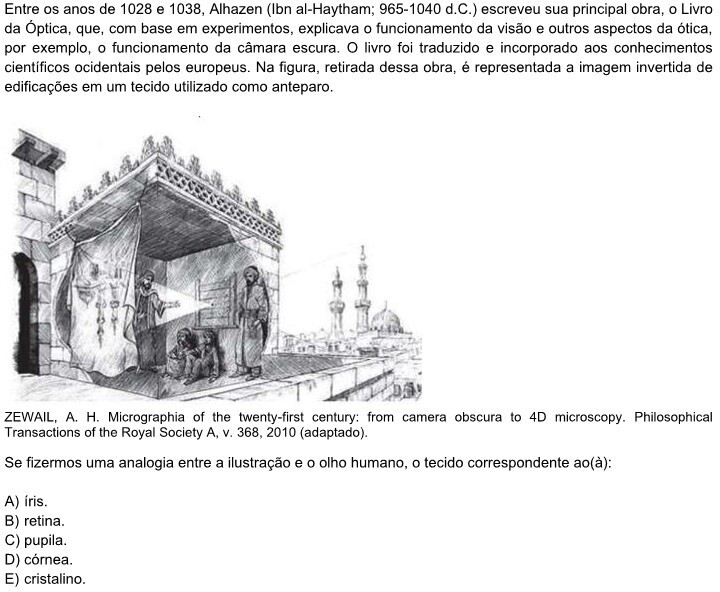 Entre os anos de 1028 e 1038, Alhazen (Ibn al-Haytham; 965-1040 d.C.) escreveu sua principal obra, o Livro
da Óptica, que, com base em experimentos, explicava o funcionamento da visão e outros aspectos da ótica,
por exemplo, o funcionamento da câmara escura. O livro foi traduzido e incorporado aos conhecimentos
científicos ocidentais pelos europeus. Na figura, retirada dessa obra, é representada a imagem invertida de
edificações em um tecido utilizado como anteparo.
ZEWAIL, A. H. Micrographia of the twenty-first century: from camera obscura to 4D microscopy. Philosophical
Transactions of the Royal Society A, v. 368, 2010 (adaptado).
Se fizermos uma analogia entre a ilustração e o olho humano, o tecido correspondente ao(à):
A) íris.
B) retina.
C) pupila.
D) córnea.
E) cristalino.